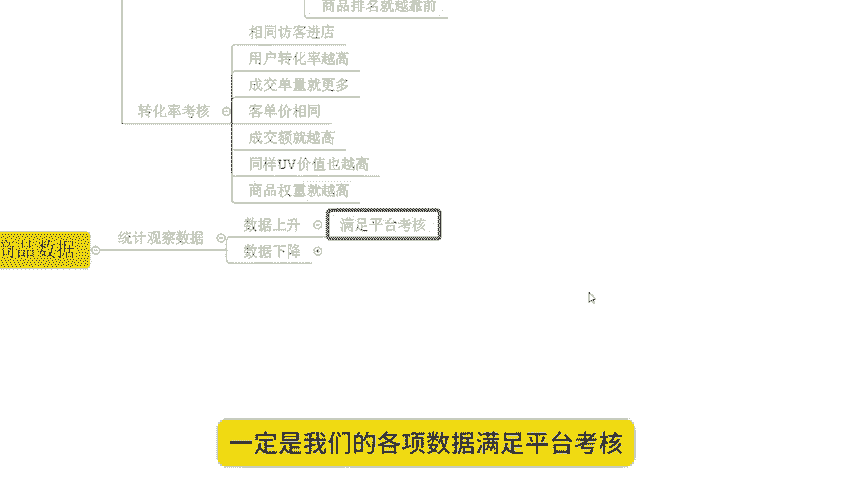 商品排名就越靠前
相同访客进店
用户转化率越高
成交单量就更多
转化率考核
客单价相同
成交额就越高
同样UV价值也越高
商品权重就越高
数据上升
满足平台考核
统计观察数据
商品数据
数据下降
一定是我们的各项数据满足平台考核